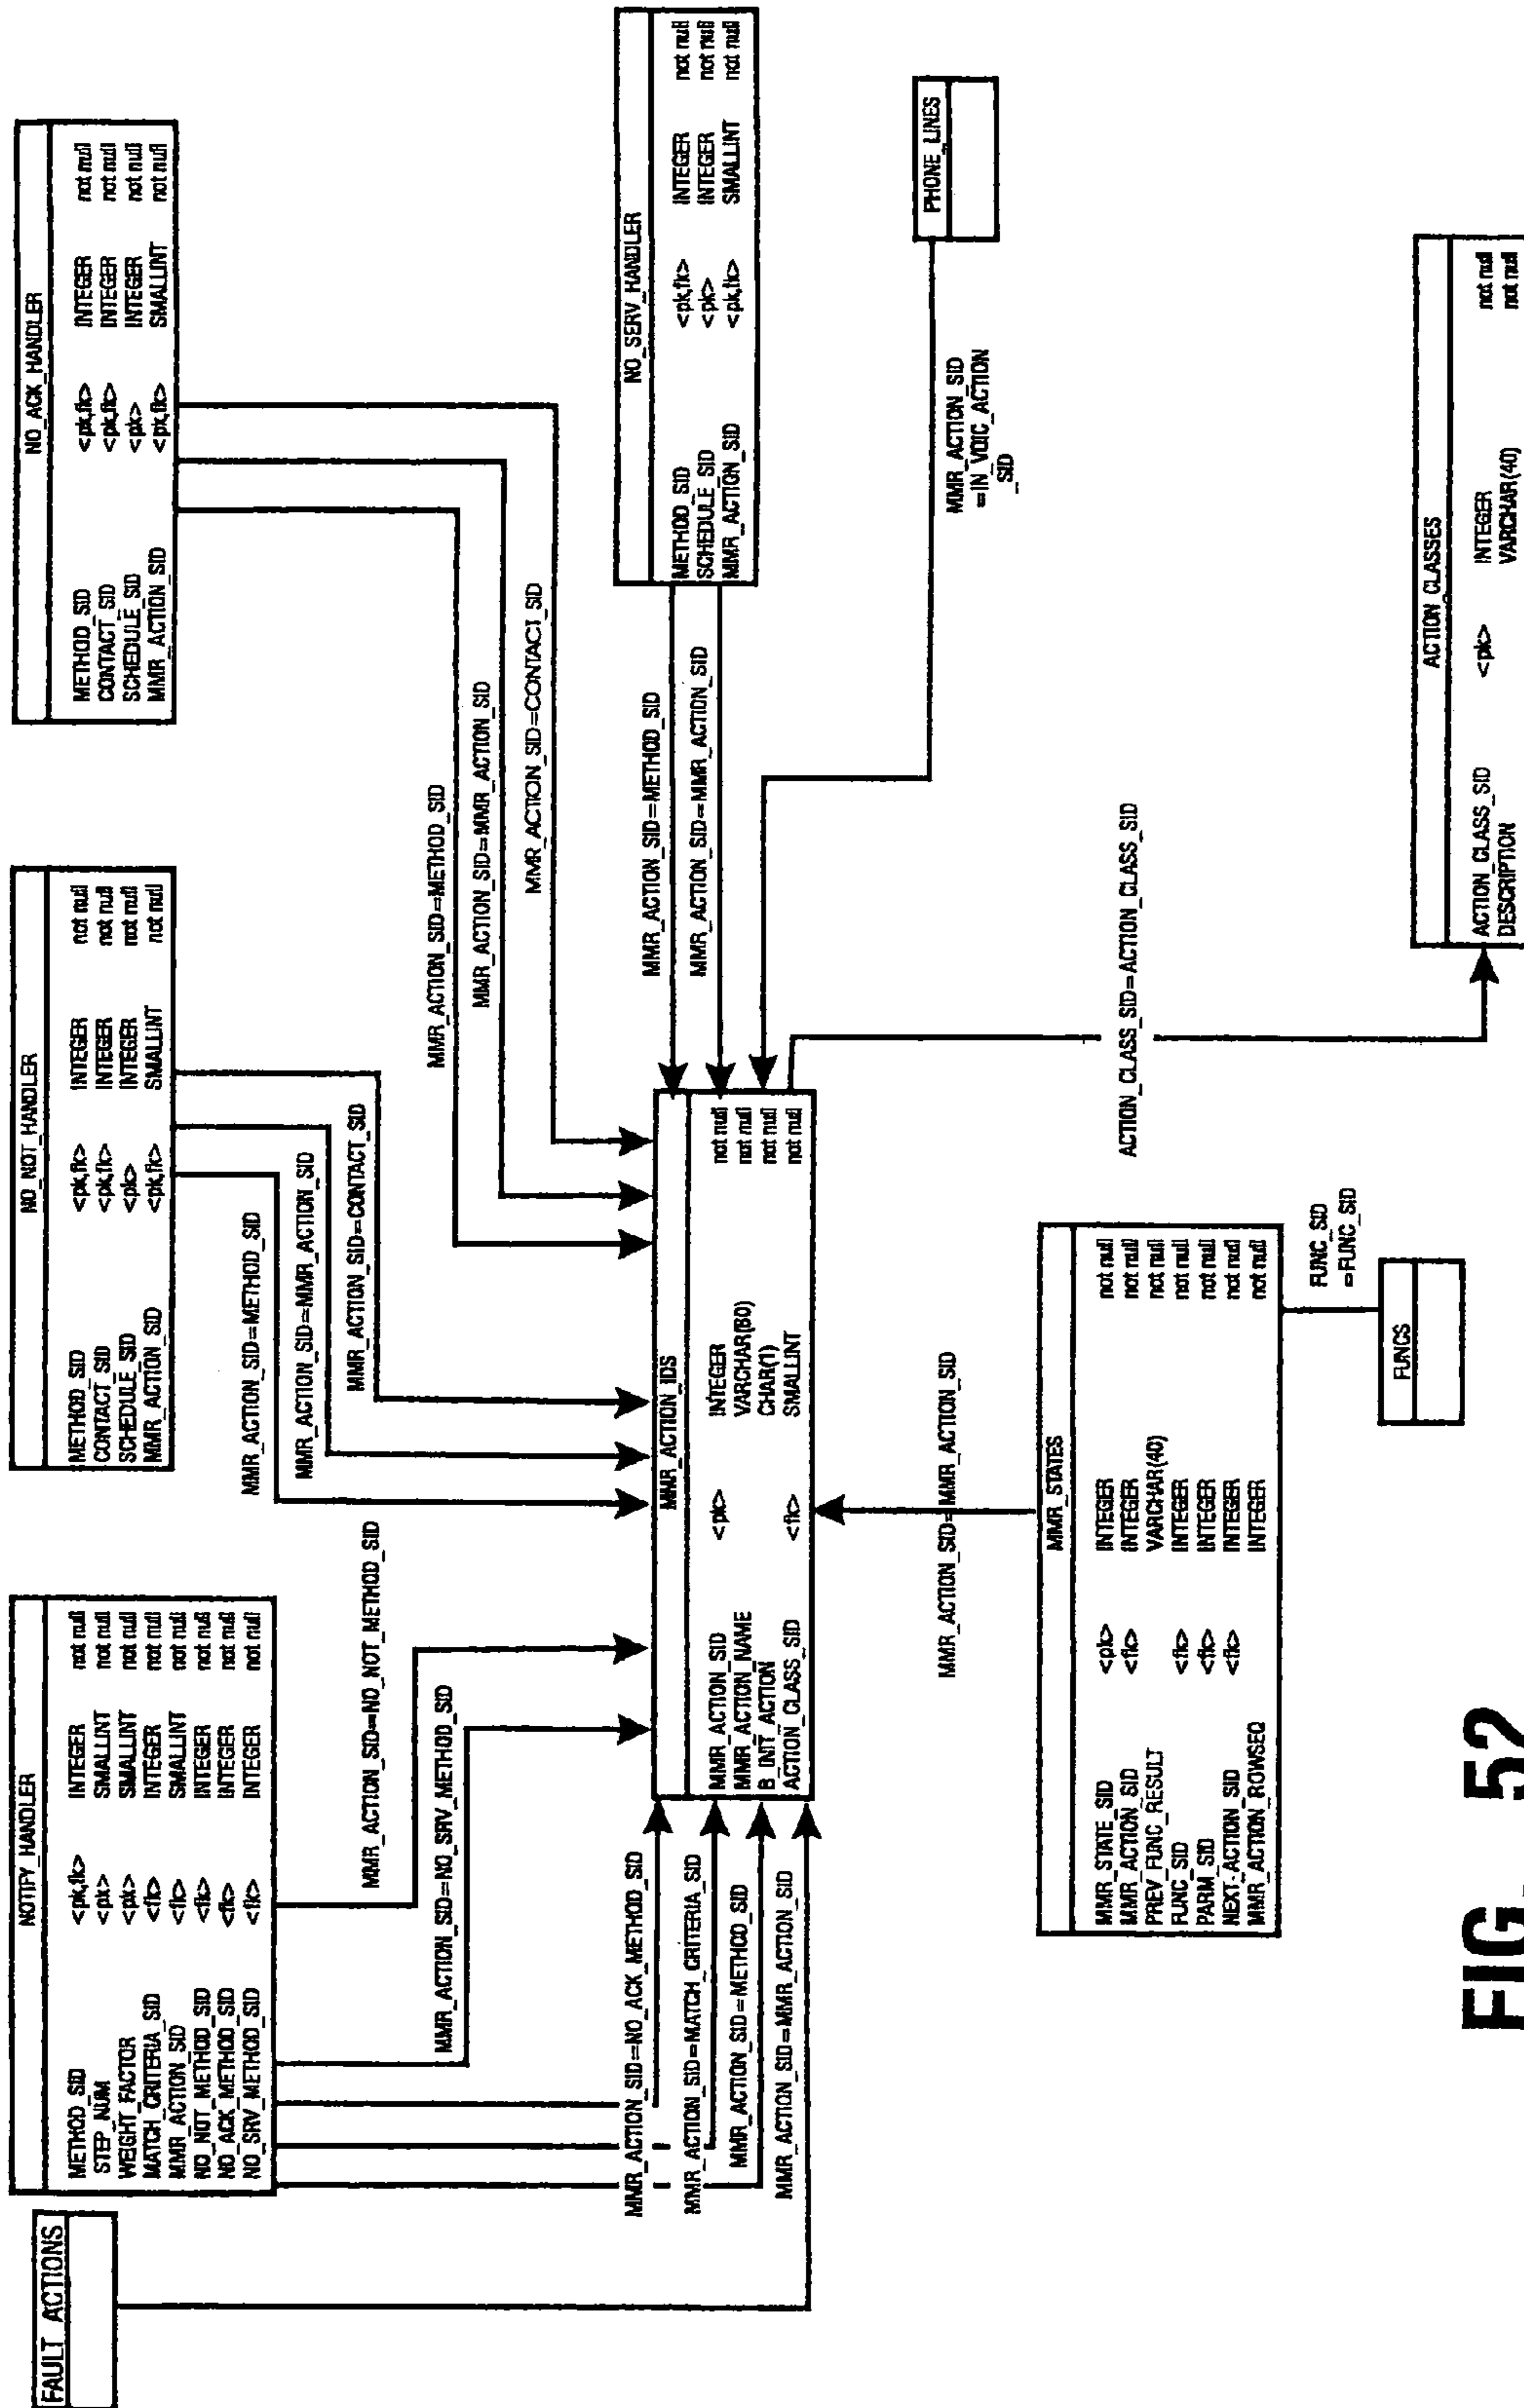 FAULT_ACTIONS
NOTIFY_HANDLER
METHOD_SID <pk,fk> INTEGER not null
STEP_NUM <pk> SMALLINT not null
WEIGHT_FACTOR <pk> SMALLINT not null
MATCH_CRITERIA_SID <fk> INTEGER not null
MMR_ACTION_SID <fk> SMALLINT not null
NO_NOT_METHOD_SID <fk> INTEGER not null
NO_ACK_METHOD_SID <fk> INTEGER not null
NO_SRV_METHOD_SID <fk> INTEGER not null
NO_NOT_HANDLER
METHOD_SID <pk,fk> INTEGER not null
CONTACT_SID <pk,fk> INTEGER not null
SCHEDULE_SID <pk> INTEGER not null
MMR_ACTION_SID <pk,fk> SMALLINT not null
NO_ACK_HANDLER
METHOD_SID <pk,fk> INTEGER not null
CONTACT_SID <pk,fk> INTEGER not null
SCHEDULE_SID <pk> INTEGER not null
MMR_ACTION_SID <pk,fk> SMALLINT not null
MMR_ACTION_SID=METHOD_SID
MMR_ACTION_SID=MMR_ACTION_SID
MMR_ACTION_SID=CONTACT_SID
MMR_ACTION_SID=NO_NOT_METHOD_SID
MMR_ACTION_SID=NO_SRV_METHOD_SID
MMR_ACTION_SID=METHOD_SID
MMR_ACTION_SID=MMR_ACTION_SID
MMR_ACTION_SID=CONTACT_SID
MMR_ACTION_SID=NO_ACK_METHOD_SID
MMR_ACTION_SID=MATCH_CRITERIA_SID
MMR_ACTION_SID=METHOD_SID
MMR_ACTION_SID=MMR_ACTION_SID
MMR_ACTION_IDS
MMR_ACTION_SID <pk> INTEGER not null
MMR_ACTION_NAME VARCHAR(80) not null
B_INIT_ACTION CHAR(1) not null
ACTION_CLASS_SID <fk> SMALLINT not null
MMR_ACTION_SID=METHOD_SID
MMR_ACTION_SID=MMR_ACTION_SID
NO_SERV_HANDLER
METHOD_SID <pk,fk> INTEGER not null
SCHEDULE_SID <pk> INTEGER not null
MMR_ACTION_SID <pk,fk> SMALLINT not null
PHONE_LINES
MMR_ACTION_SID
=IN_VOIC_ACTION
_SID
MMR_ACTION_SID=MMR_ACTION_SID
ACTION_CLASS_SID=ACTION_CLASS_SID
MMR_STATES
MMR_STATE_SID <pk> INTEGER not null
MMR_ACTION_SID <fk> INTEGER not null
PREV_FUNC_RESULT VARCHAR(40) not null
FUNC_SID <fk> INTEGER not null
PARM_SID <fk> INTEGER not null
NEXT-ACTION_SID <fk> INTEGER not null
MMR_ACTION_ROWSEQ INTEGER not null
FUNC_SID
=FUNC_SID
FUNCS
ACTION_CLASSES
ACTION_CLASS_SID <pk> INTEGER not null
DESCRIPTION VARCHAR(40) not null
FIG. 52